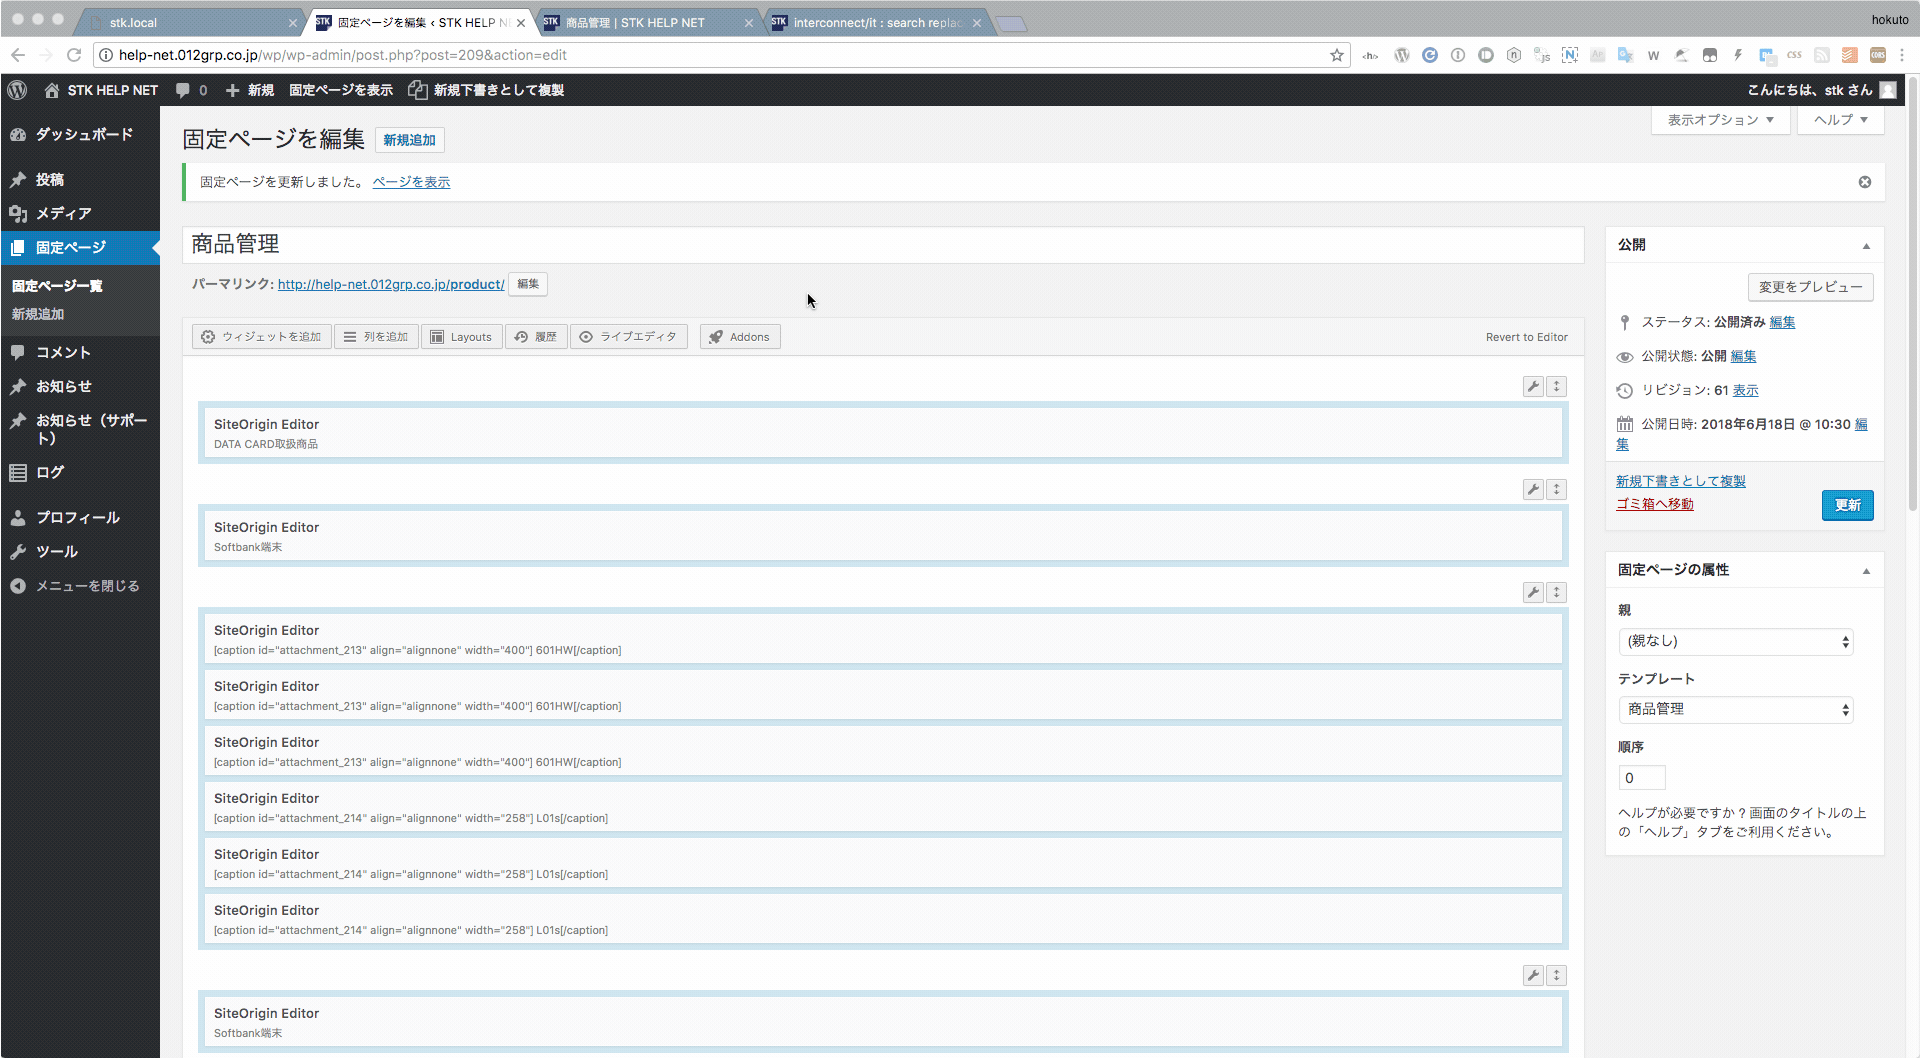 stk.local
固定ページを編集 ‹ STK HELP N
商品管理 | STK HELP NET
interconnect/it : search repla
hokuto
help-net.012grp.co.jp/wp/wp-admin/post.php?post=209&action=edit
STK HELP NET
0
新規
固定ページを表示
新規下書きとして複製
こんにちは、stk さん
ダッシュボード
投稿
メディア
固定ページ
固定ページ一覧
新規追加
コメント
お知らせ
お知らせ（サポー
ト）
ログ
プロフィール
ツール
メニューを閉じる
表示オプション
ヘルプ
固定ページを編集
新規追加
固定ページを更新しました。 ページを表示
商品管理
パーマリンク: http://help-net.012grp.co.jp/product/ 編集
ウィジェットを追加
列を追加
Layouts
履歴
ライブエディタ
Addons
Revert to Editor
SiteOrigin Editor
DATA CARD取扱商品
SiteOrigin Editor
Softbank端末
SiteOrigin Editor
[caption id="attachment_213" align="alignnone" width="400"] 601HW[/caption]
SiteOrigin Editor
[caption id="attachment_213" align="alignnone" width="400"] 601HW[/caption]
SiteOrigin Editor
[caption id="attachment_213" align="alignnone" width="400"] 601HW[/caption]
SiteOrigin Editor
[caption id="attachment_214" align="alignnone" width="258"] L01s[/caption]
SiteOrigin Editor
[caption id="attachment_214" align="alignnone" width="258"] L01s[/caption]
SiteOrigin Editor
[caption id="attachment_214" align="alignnone" width="258"] L01s[/caption]
SiteOrigin Editor
Softbank端末
公開
変更をプレビュー
ステータス: 公開済み 編集
公開状態: 公開 編集
リビジョン: 61 表示
公開日時: 2018年6月18日 @ 10:30 編
集
新規下書きとして複製
ゴミ箱へ移動
更新
固定ページの属性
親
(親なし)
テンプレート
商品管理
順序
0
ヘルプが必要ですか ? 画面のタイトルの上
の「ヘルプ」タブをご利用ください。